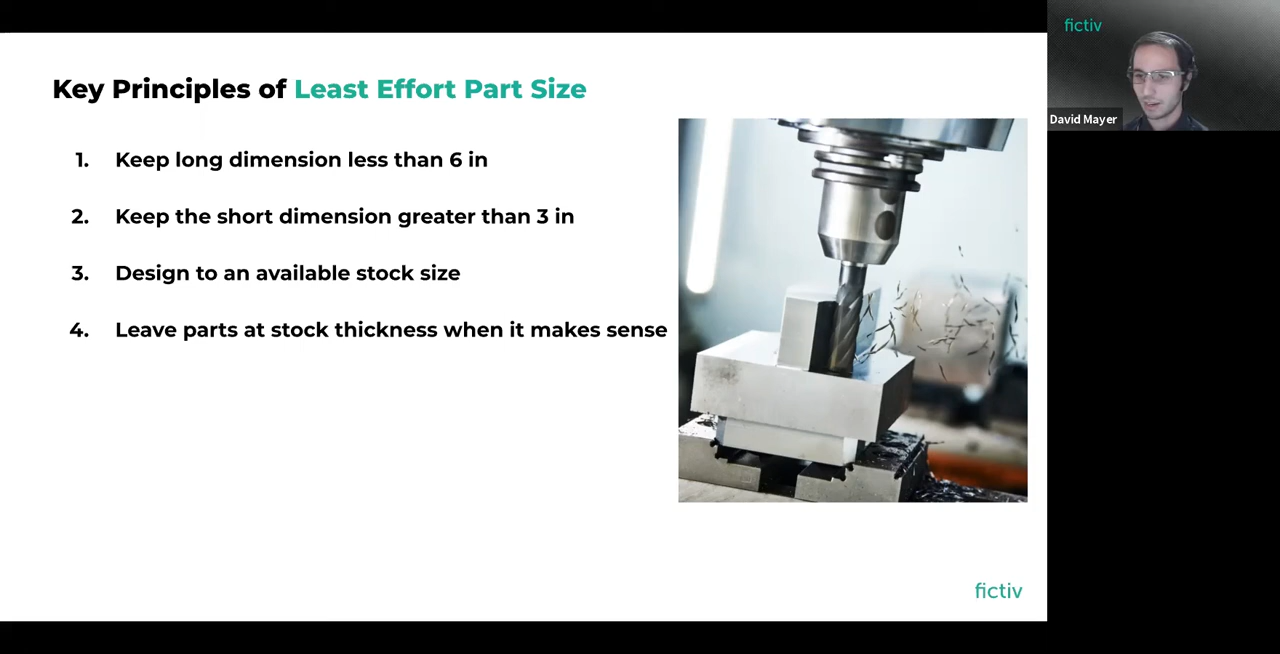 Key Principles of Least Effort Part Size
1. Keep long dimension less than 6 in
2. Keep the short dimension greater than 3 in
3. Design to an available stock size
4. Leave parts at stock thickness when it makes sense
fictiv
fictiv
David Mayer